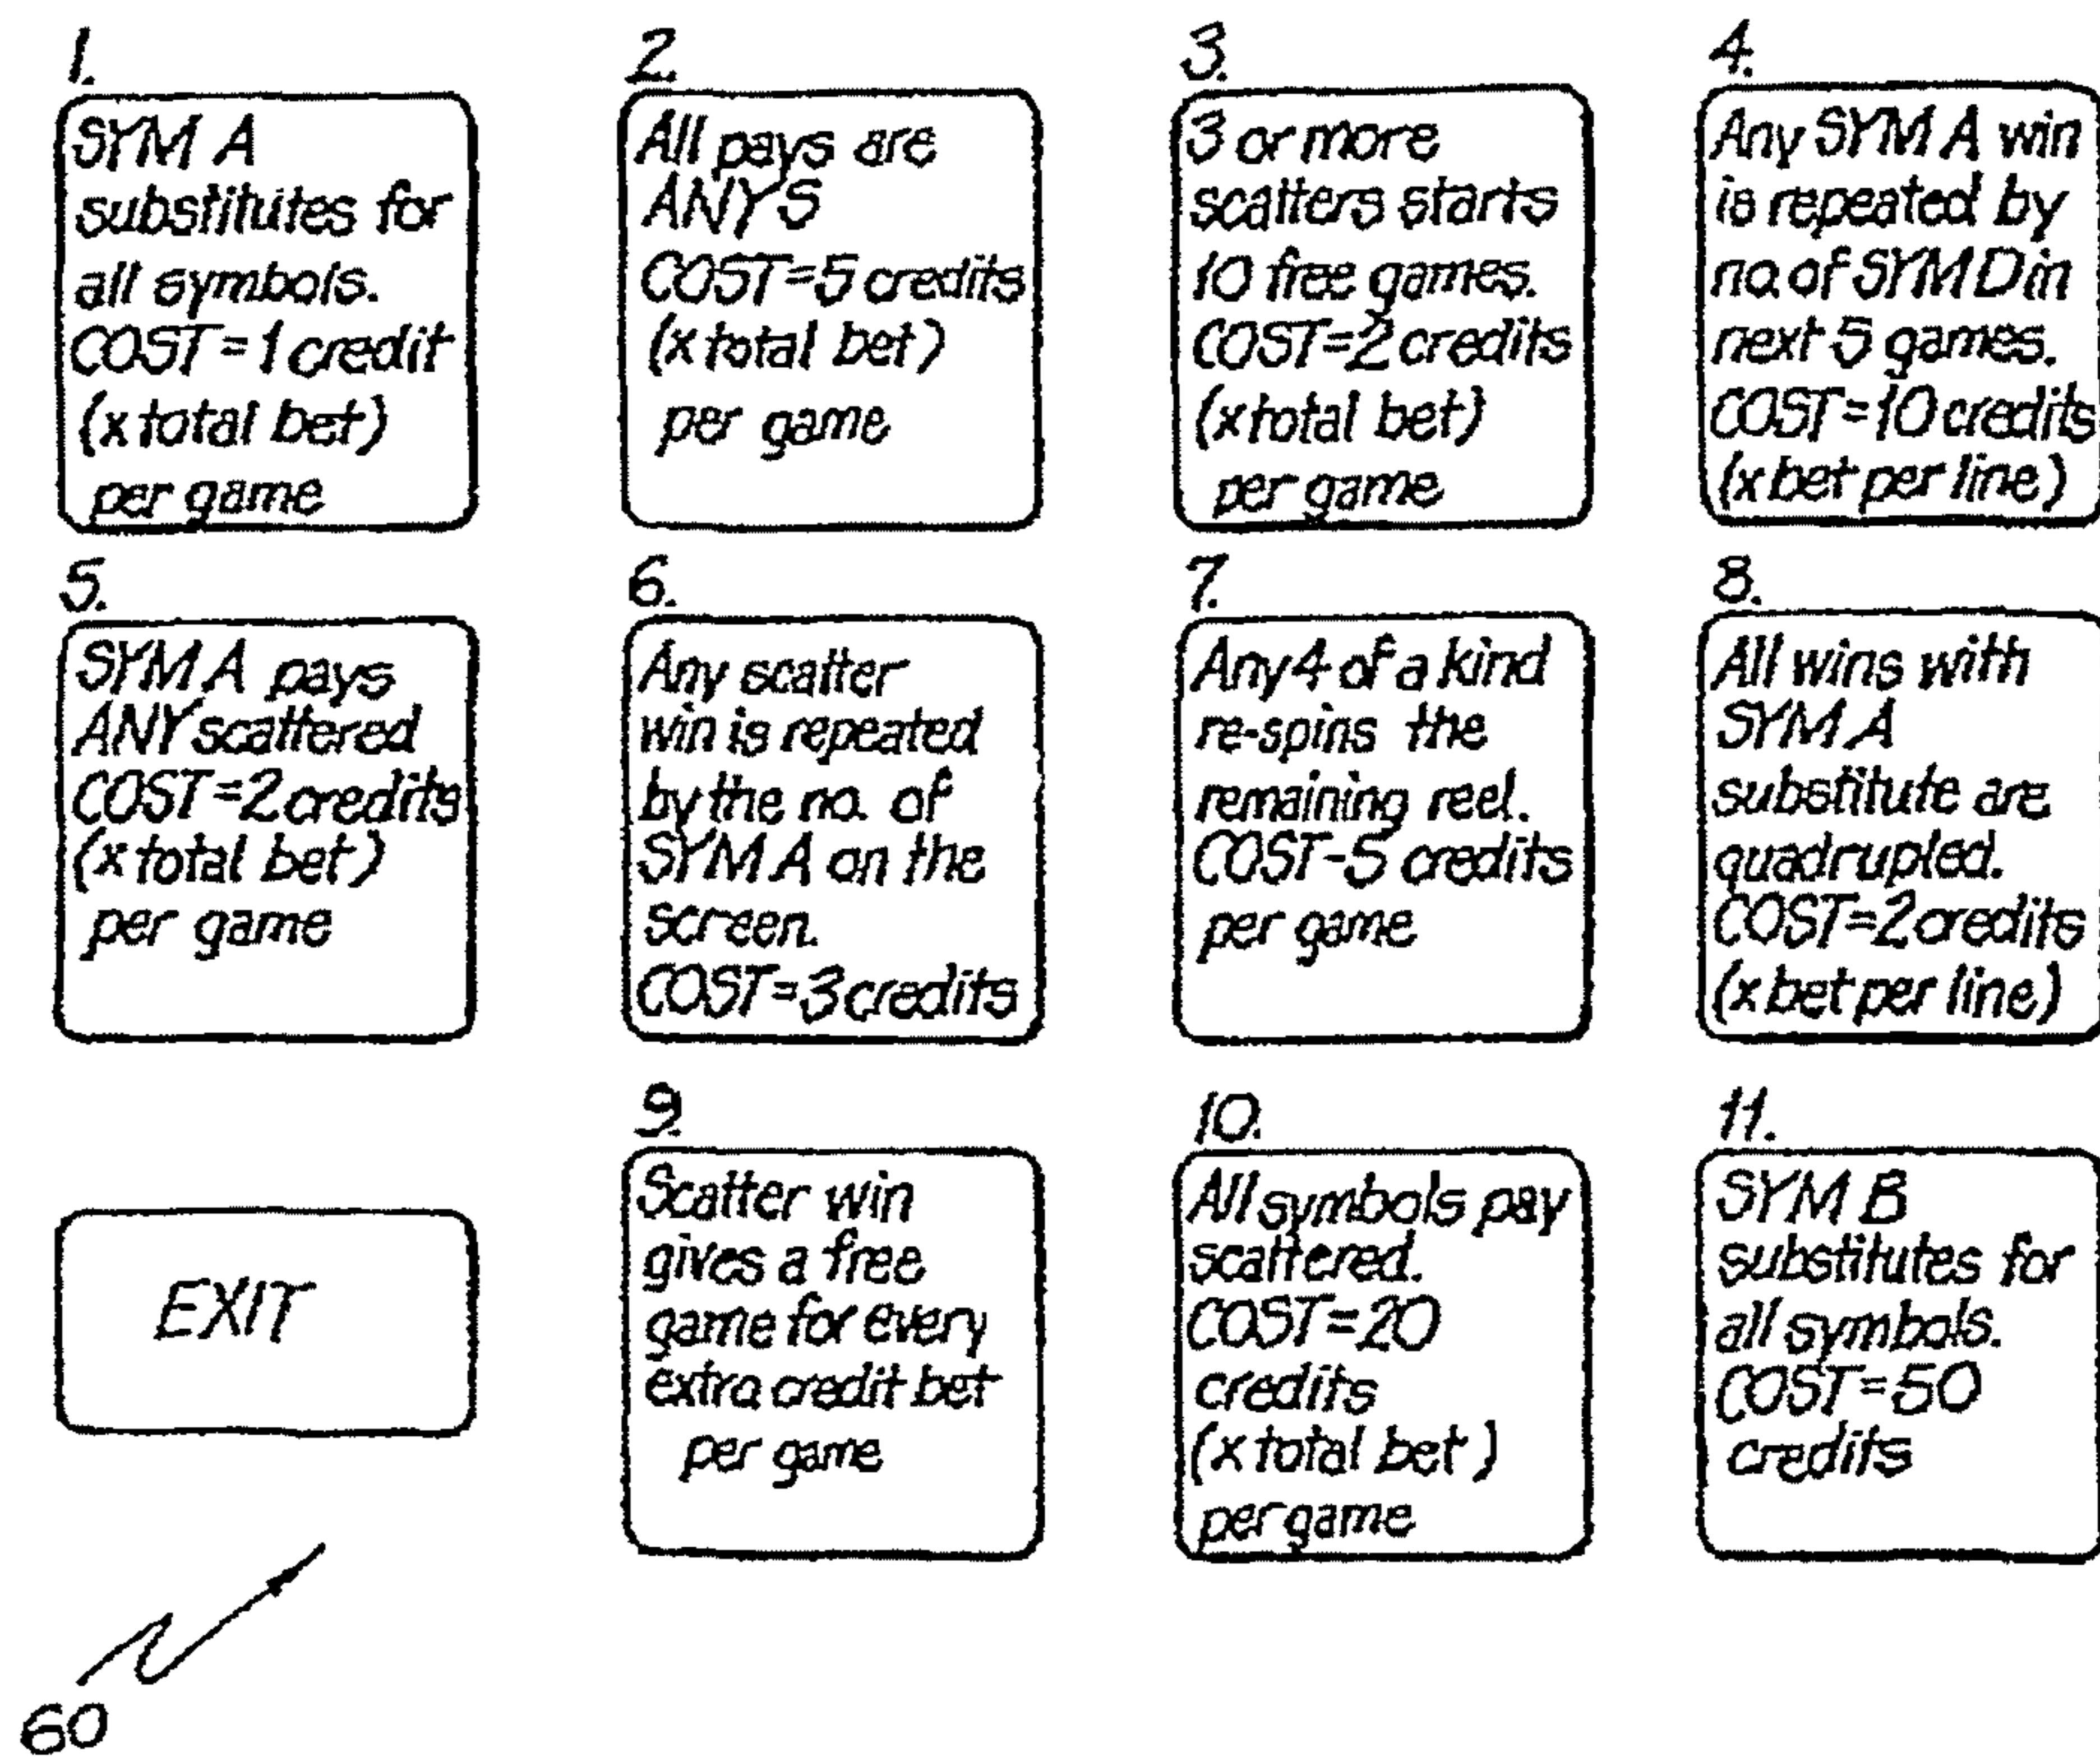 1.
SYM A
substitutes for
all symbols.
COST=1 credit
(x total bet)
per game
2.
All pays are
ANYS
COST=5 credits
(x total bet)
per game
3.
3 or more
scatters starts
10 free games.
COST=2 credits
(x total bet)
per game
4.
Any SYM A win
is repeated by
no. of SYM D in
next 5 games.
COST=10 credits
(x bet per line)
5.
SYM A pays
ANY scattered
COST=2 credits
(x total bet)
per game
6.
Any scatter
win is repeated
by the no. of
SYM A on the
screen.
COST=3 credits
7.
Any 4 of a kind
re-spins the
remaining reel.
COST-5 credits
per game
8.
All wins with
SYM A
substitute are
quadrupled.
COST=2 credits
(x bet per line)
EXIT
9.
Scatter win
gives a free
game for every
extra credit bet
per game
10.
All symbols pay
scattered.
COST=20
credits
(x total bet)
per game
11.
SYM B
substitutes for
all symbols.
COST=50
credits
60